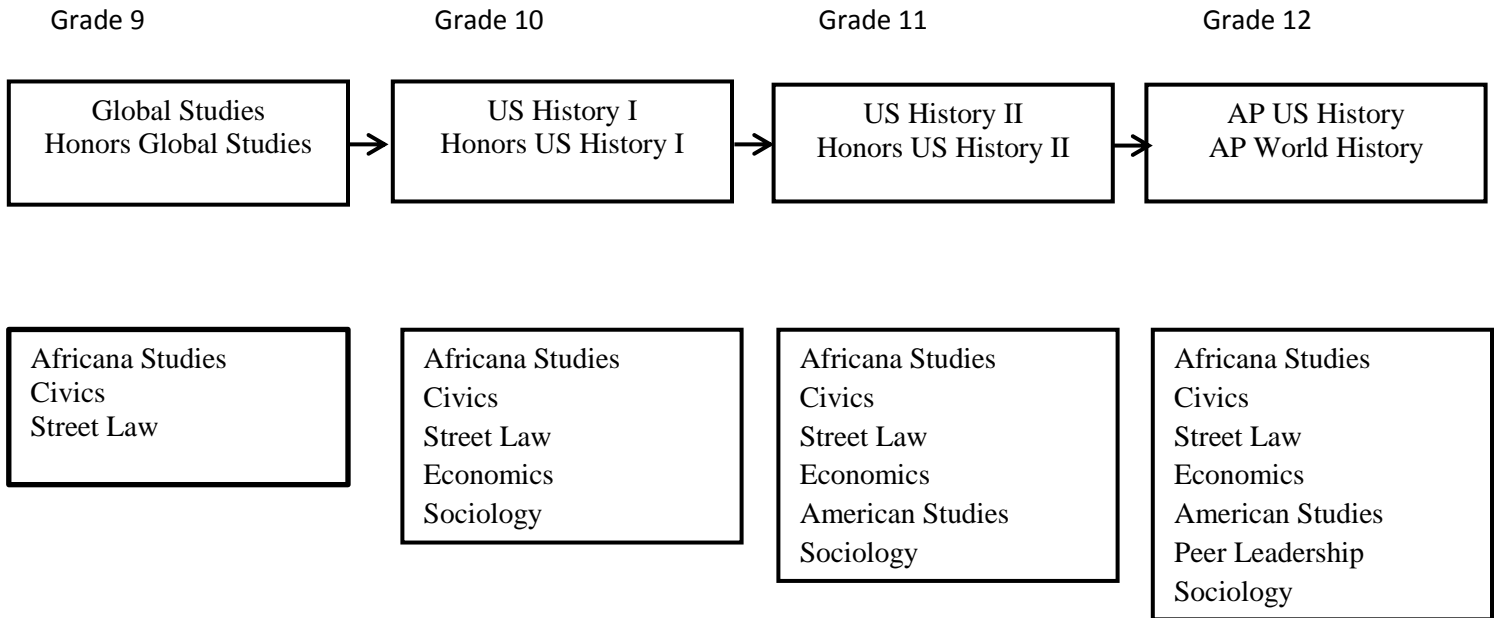 Grade 9
Grade 10
Grade 11
Grade 12
Global Studies
Honors Global Studies
US History I
Honors US History I
US History II
Honors US History II
AP US History
AP World History
Africana Studies
Civics
Street Law
Africana Studies
Civics
Street Law
Economics
Sociology
Africana Studies
Civics
Street Law
Economics
American Studies
Sociology
Africana Studies
Civics
Street Law
Economics
American Studies
Peer Leadership
Sociology